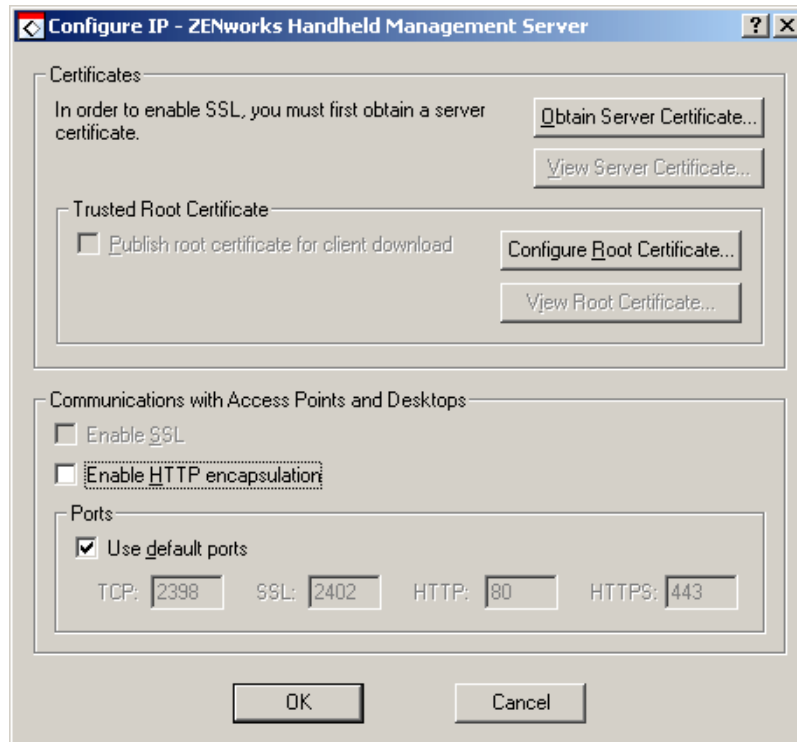 Configure IP - ZENworks Handheld Management Server
Certificates
In order to enable SSL, you must first obtain a server
certificate.
Obtain Server Certificate...
View Server Certificate...
Trusted Root Certificate
Publish root certificate for client download
Configure Root Certificate...
View Root Certificate...
Communications with Access Points and Desktops
Enable SSL
Enable HTTP encapsulation
Ports
Use default ports
TCP: 2398 SSL: 2402 HTTP: 80 HTTPS: 443
OK Cancel